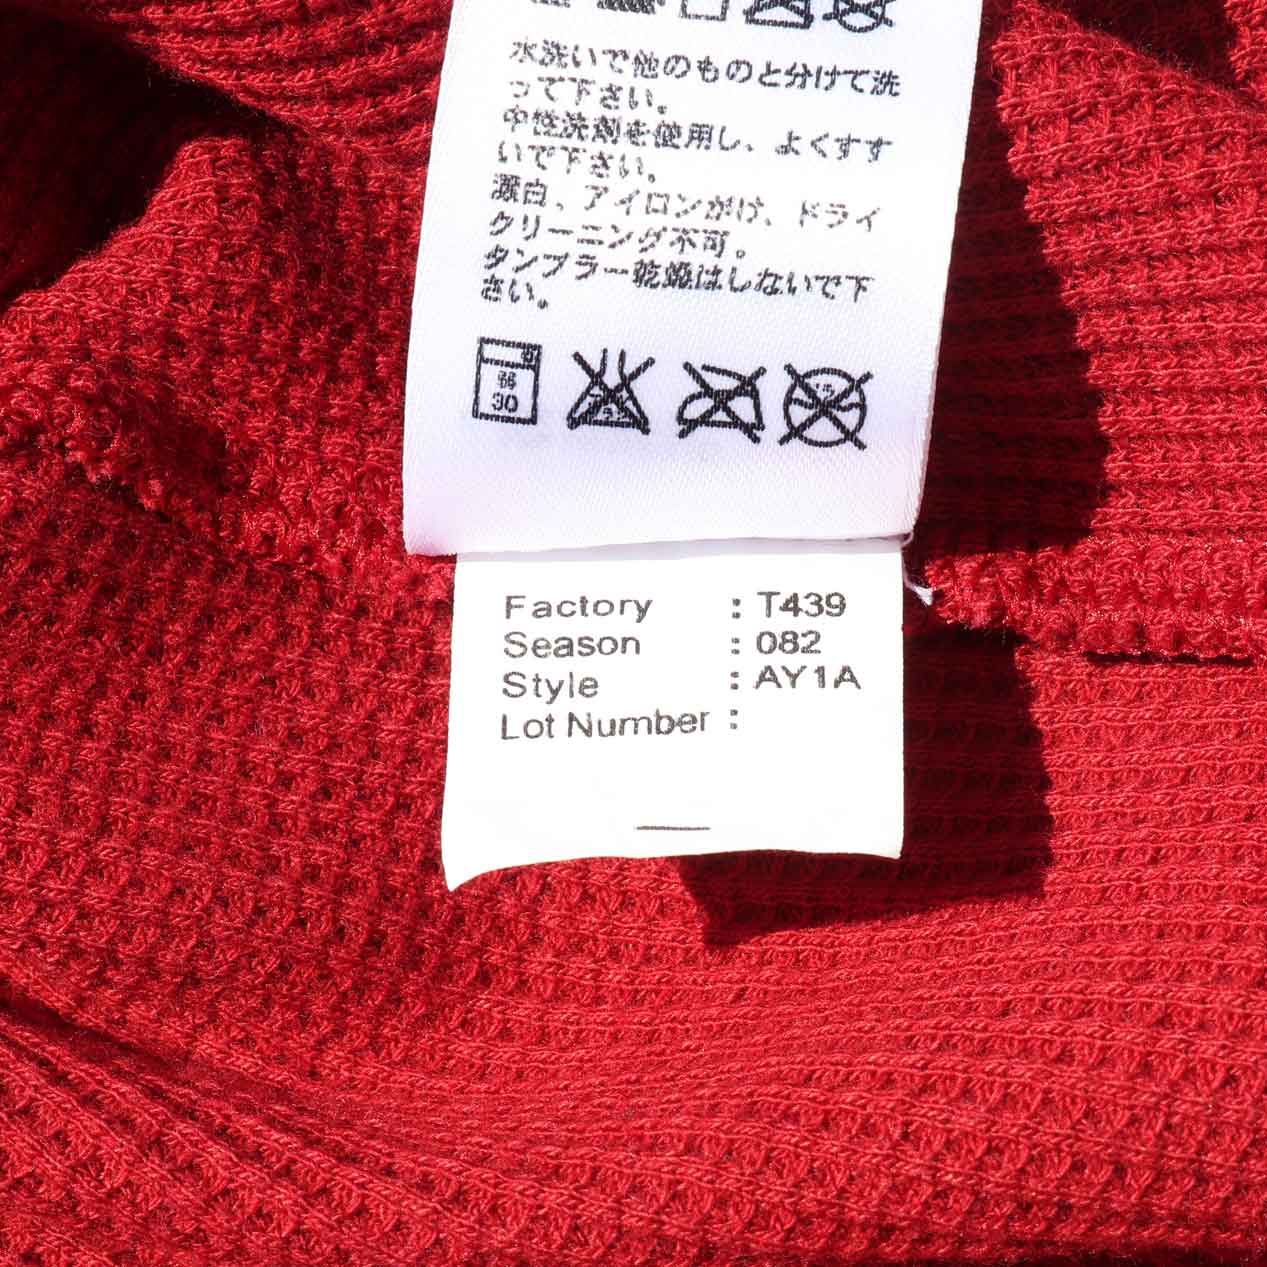 水洗いで他のものと分けて洗
って下さい。
中性洗剤を使用し、よくすす
いで下さい。
漂白、アイロンがけ、ドライ
クリーニング不可。
タンブラー乾燥はしないで下
さい。
弱
30
Factory : T439
Season : 082
Style : AY1A
Lot Number :